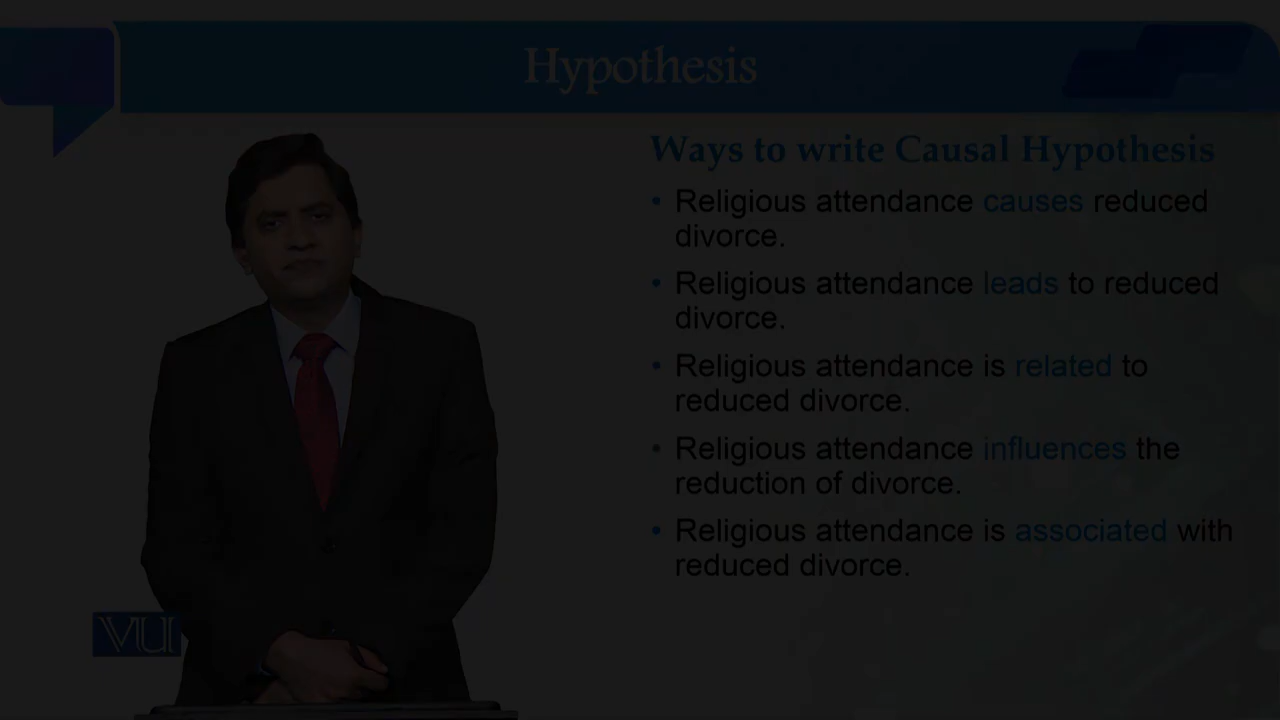 Hypothesis
Ways to write Causal Hypothesis
• Religious attendance causes reduced
divorce.
• Religious attendance leads to reduced
divorce.
• Religious attendance is related to
reduced divorce.
• Religious attendance influences the
reduction of divorce.
• Religious attendance is associated with
reduced divorce.
VU